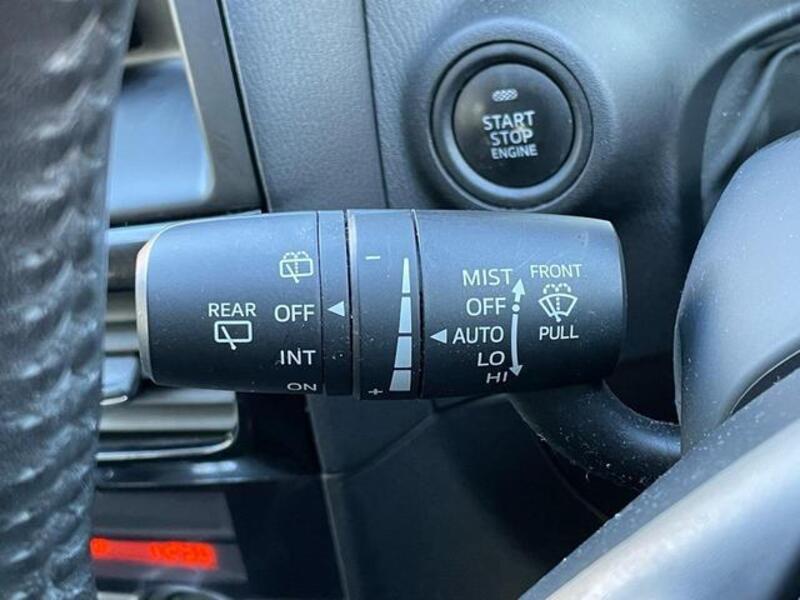 START
STOP
ENGINE
REAR
OFF
INT
ON
−
+
MIST
OFF
AUTO
LO
HI
FRONT
PULL